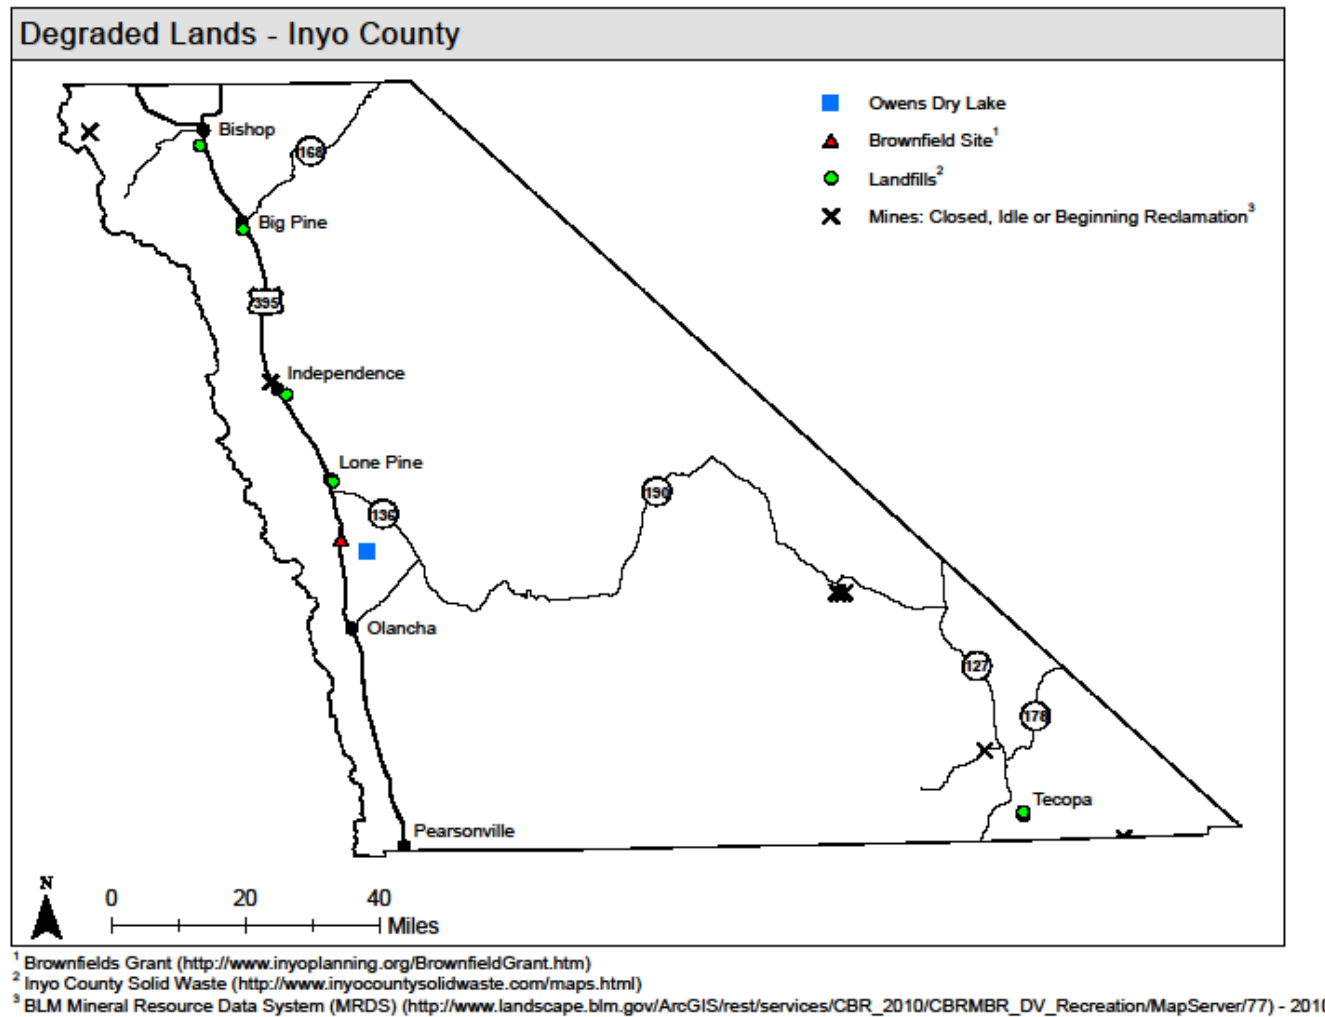 Degraded Lands - Inyo County
Owens Dry Lake
Brownfield Site1
Landfills2
Mines: Closed, Idle or Beginning Reclamation3
Bishop
168
Big Pine
395
Independence
Lone Pine
136
190
Olancha
127
178
Tecopa
Pearsonville
N
0 20 40
Miles
1 Brownfields Grant (http://www.inyoplanning.org/BrownfieldGrant.htm)
2 Inyo County Solid Waste (http://www.inyocountysolidwaste.com/maps.html)
3 BLM Mineral Resource Data System (MRDS) (http://www.landscape.blm.gov/ArcGIS/rest/services/CBR_2010/CBRMBR_DV_Recreation/MapServer/77) - 2010